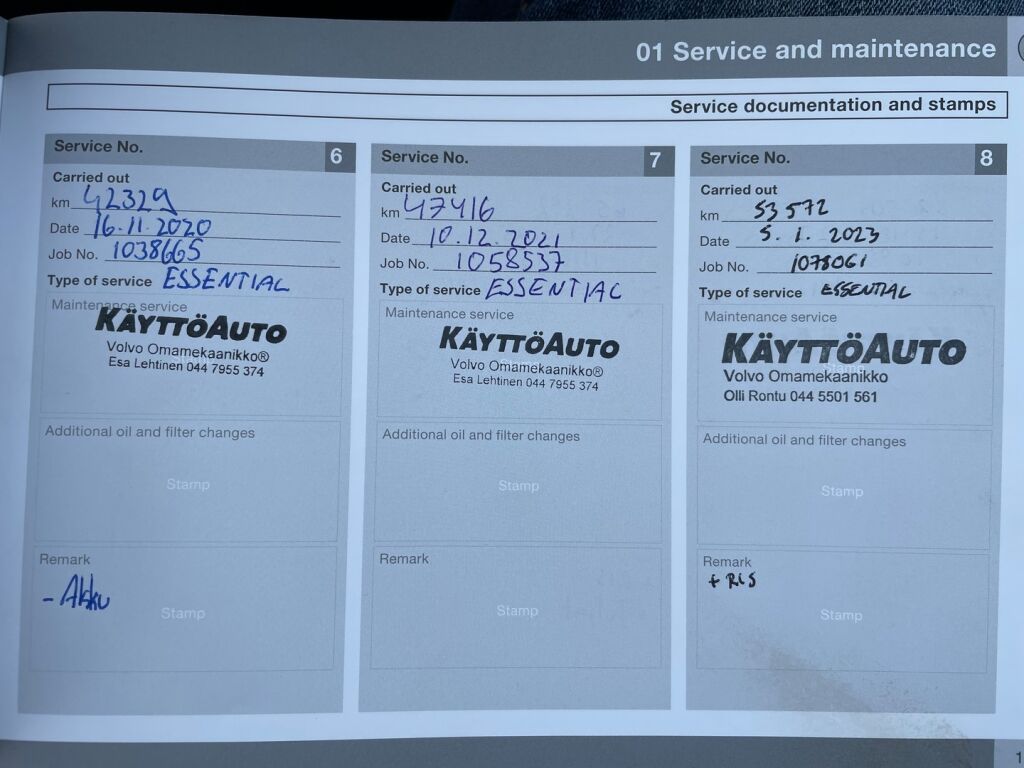 01 Service and maintenance
Service documentation and stamps
Service No. 6
Carried out
km 42329
Date 16.11.2020
Job No. 1038665
Type of service ESSENTIAL
Maintenance service
KÄYTTÖAUTO
Volvo Omamekaanikko®
Esa Lehtinen 044 7955 374
Additional oil and filter changes
Stamp
Remark
- Akku
Stamp
Service No. 7
Carried out
km 47416
Date 10.12.2021
Job No. 1058537
Type of service ESSENTIAL
Maintenance service
KÄYTTÖAUTO
Stamp
Volvo Omamekaanikko®
Esa Lehtinen 044 7955 374
Additional oil and filter changes
Stamp
Remark
Stamp
Service No. 8
Carried out
km 53 572
Date 5.1.2023
Job No. 1078061
Type of service ESSENTIAL
Maintenance service
KÄYTTÖAUTO
Stamp
Volvo Omamekaanikko
Olli Rontu 044 5501 561
Additional oil and filter changes
Stamp
Remark
+ RLS
Stamp
1